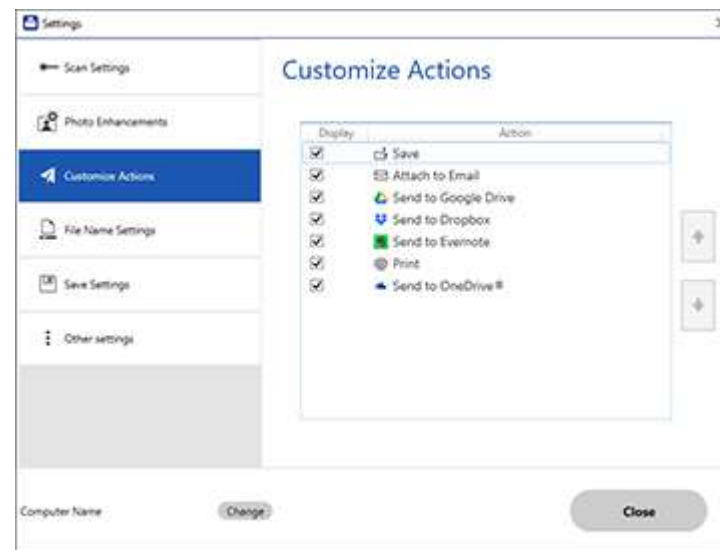 Settings
Scan Settings
Photo Enhancements
Customize Actions
File Name Settings
Save Settings
Other settings
Customize Actions
Display Action
Save
Attach to Email
Send to Google Drive
Send to Dropbox
Send to Evernote
Print
Send to OneDrive®
Computer Name Change
Close